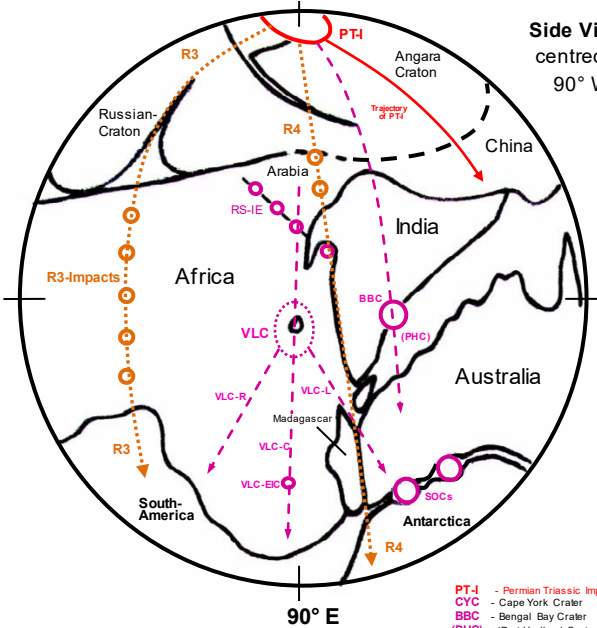 Side Vi
centred
90° W
PT-I
R3
Angara
Craton
Russian-
Craton
Trajectory
of PT-I
R4
China
Arabia
RS-IE
India
R3-Impacts
Africa
BBC
(PHC)
VLC
Australia
VLC-R
VLC-L
Madagascar
VLC-C
R3
VLC-EIC
SOCs
South-
America
Antarctica
R4
90° E
PT-I - Permian Triassic Imp
CYC - Cape York Crater
BBC - Bengal Bay Crater